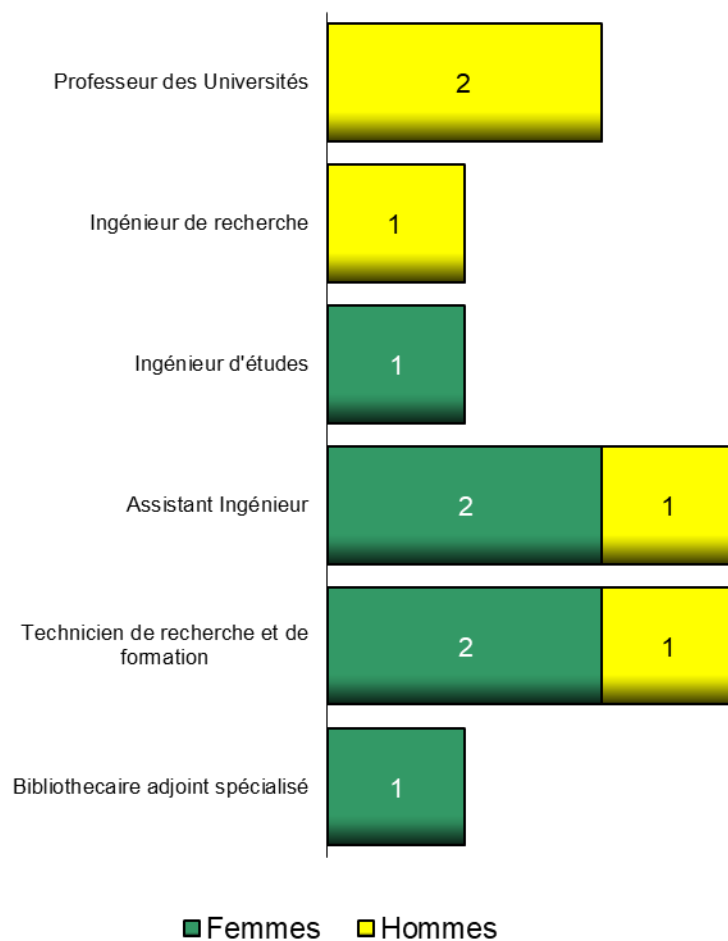 Professeur des Universités
2
Ingénieur de recherche
1
Ingénieur d'études
1
Assistant Ingénieur
2 1
Technicien de recherche et de
formation
2 1
Bibliothecaire adjoint spécialisé
1
Femmes Hommes